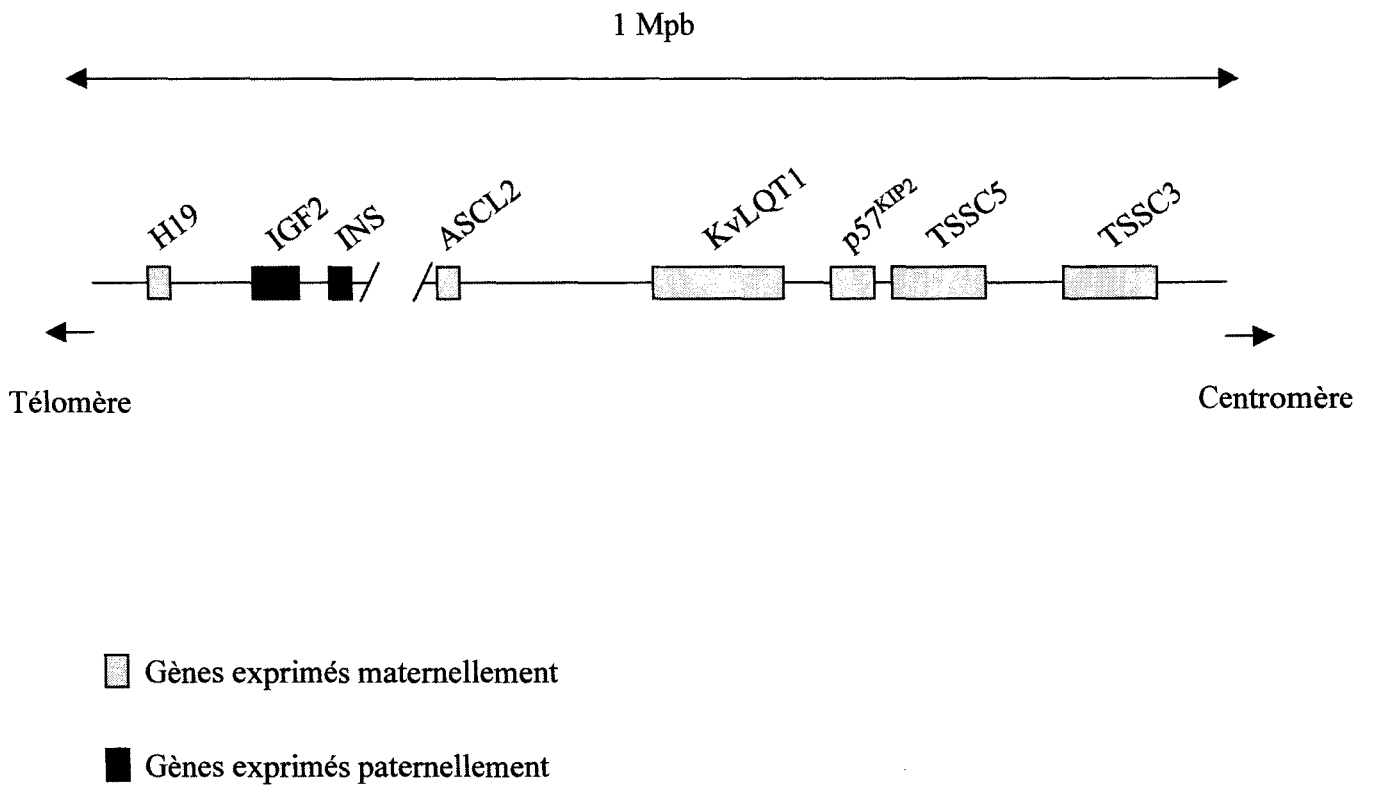 1 Mpb
H19
IGF2
INS
ASCL2
KvLQT1
p57KIP2
TSSC5
TSSC3
Télomère
Centromère
Gènes exprimés maternellement
Gènes exprimés paternellement